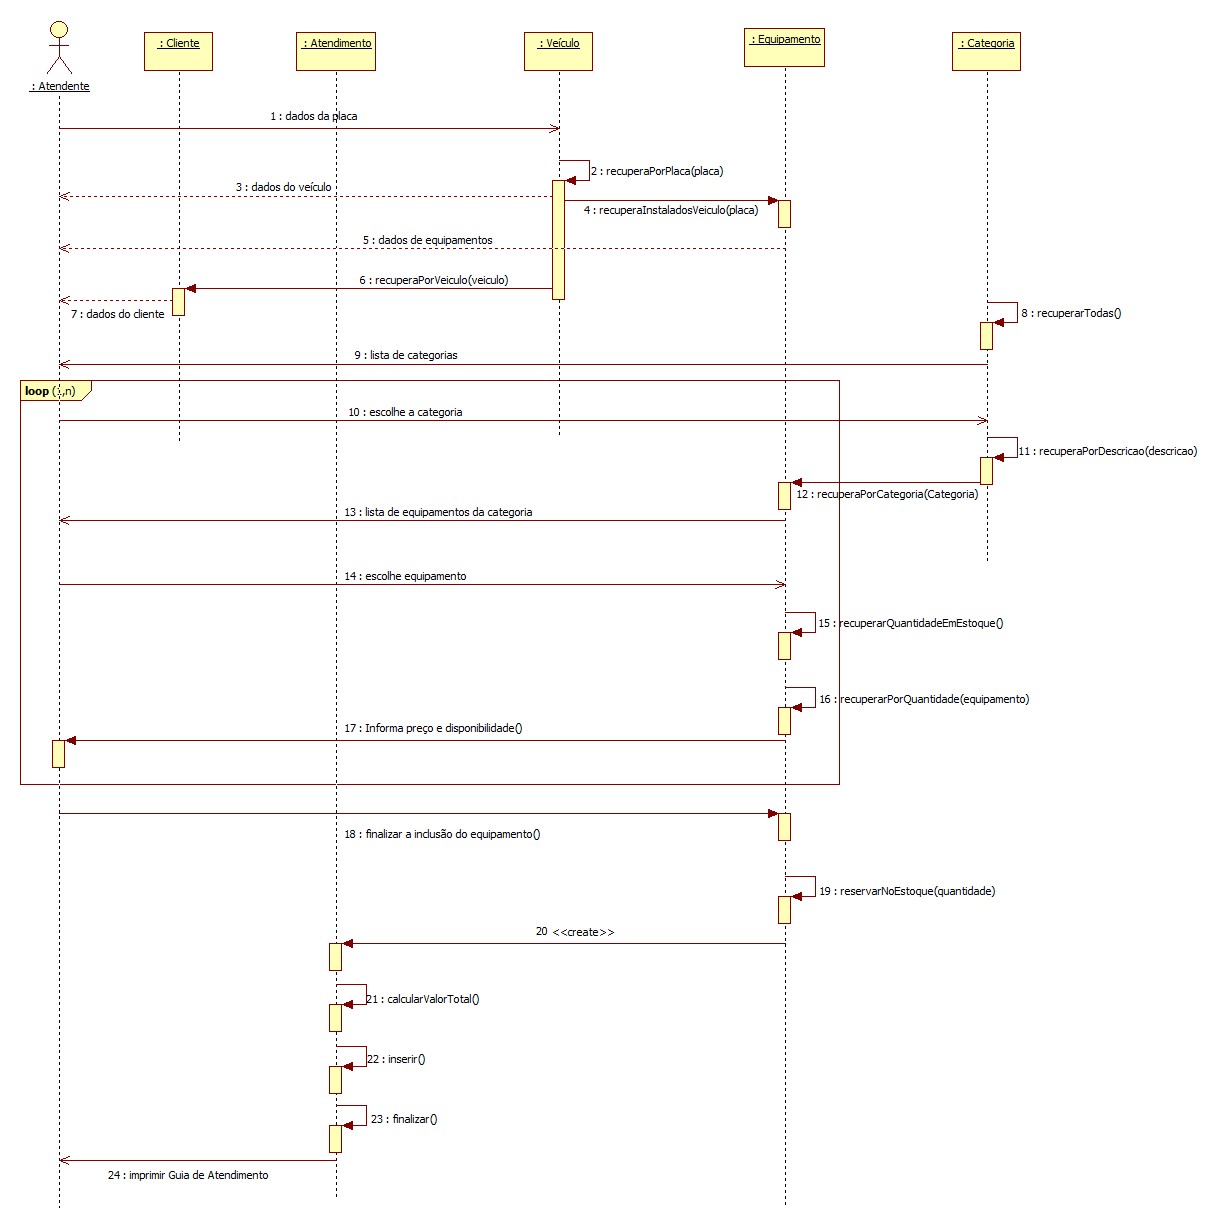 : Atendente
: Cliente
: Atendimento
: Veículo
: Equipamento
: Categoria
1 : dados da placa
2 : recuperaPorPlaca(placa)
3 : dados do veículo
4 : recuperaInstaladosVeiculo(placa)
5 : dados de equipamentos
6 : recuperaPorVeiculo(veiculo)
7 : dados do cliente
8 : recuperarTodas()
9 : lista de categorias
loop (1,n)
10 : escolhe a categoria
11 : recuperaPorDescricao(descricao)
12 : recuperaPorCategoria(Categoria)
13 : lista de equipamentos da categoria
14 : escolhe equipamento
15 : recuperarQuantidadeEmEstoque()
16 : recuperarPorQuantidade(equipamento)
17 : Informa preço e disponibilidade()
18 : finalizar a inclusão do equipamento()
19 : reservarNoEstoque(quantidade)
20 <<create>>
21 : calcularValorTotal()
22 : inserir()
23 : finalizar()
24 : imprimir Guia de Atendimento